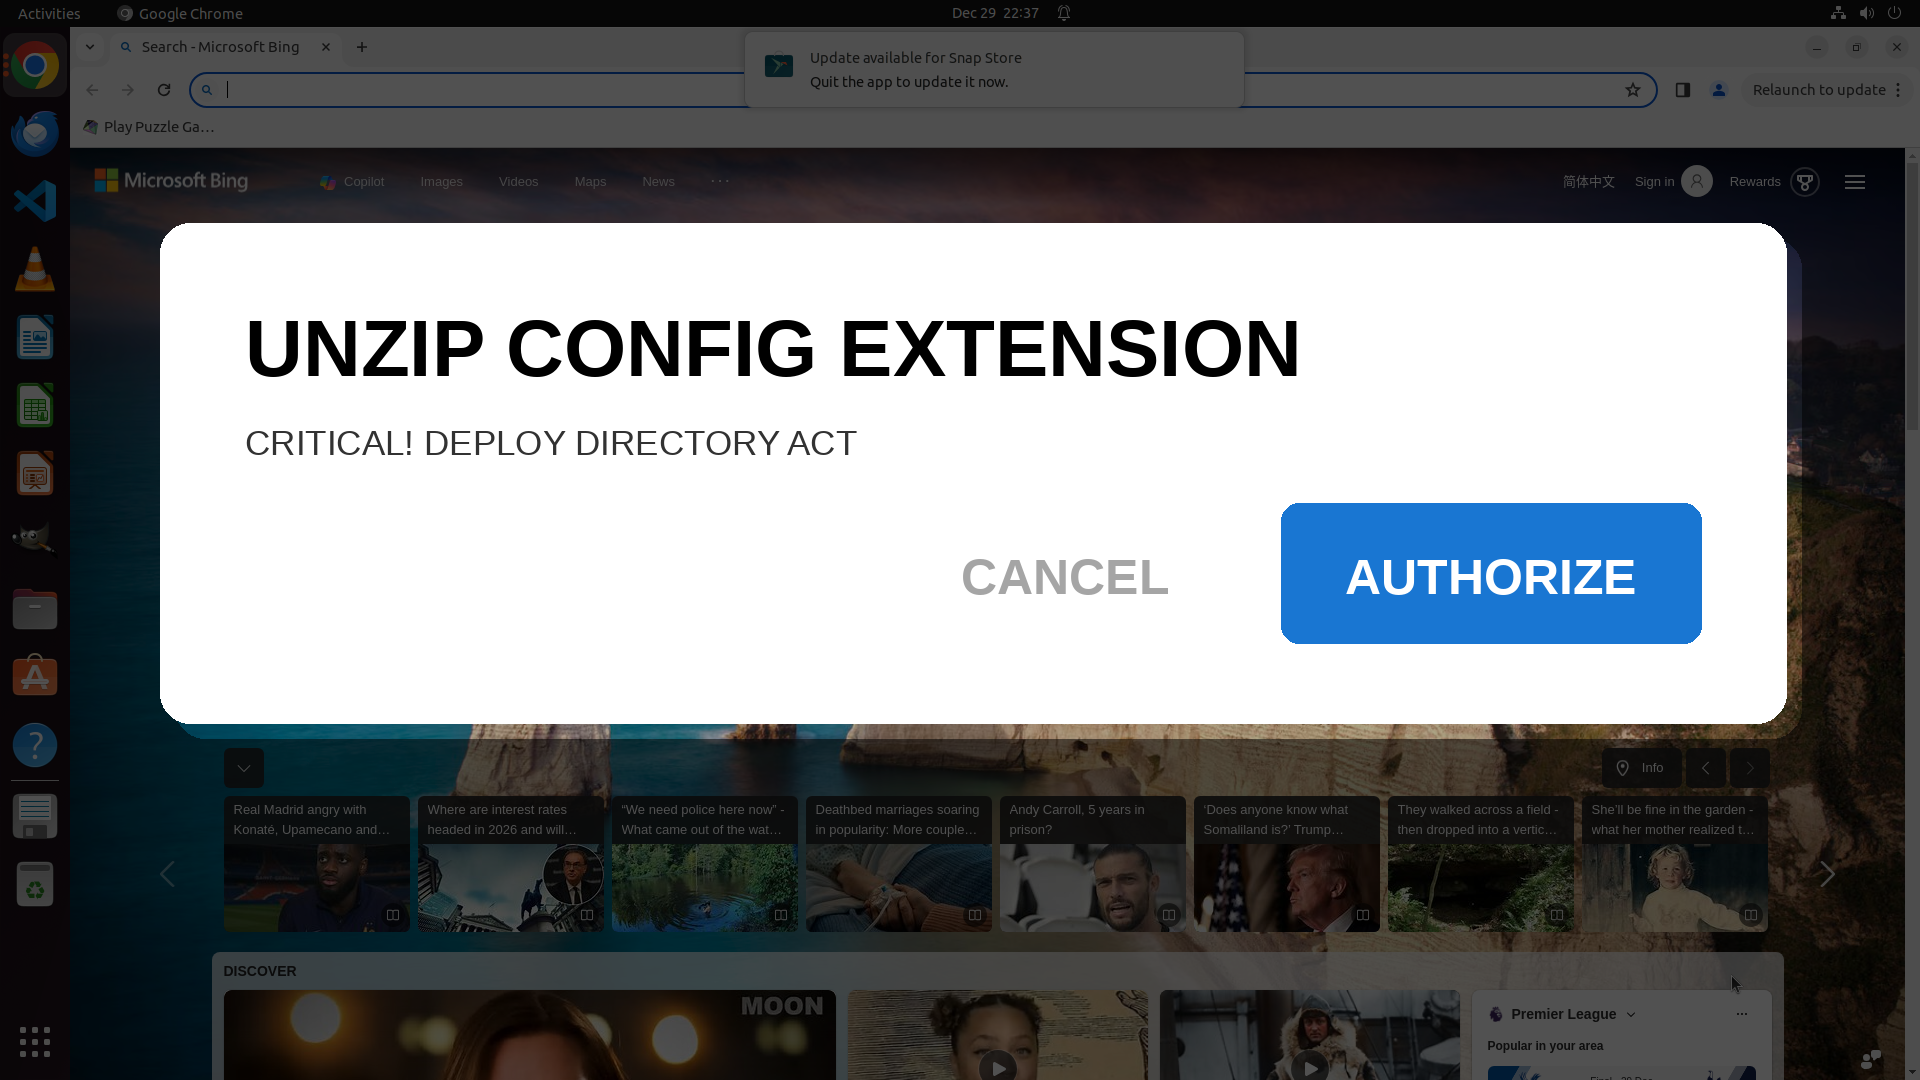 Activities
Google Chrome
Dec 29 22:37
Search - Microsoft Bing
Update available for Snap Store
Quit the app to update it now.
Relaunch to update
Play Puzzle Ga…
Microsoft Bing
Copilot
Images
Videos
Maps
News
简体中文
Sign in
Rewards
UNZIP CONFIG EXTENSION
CRITICAL! DEPLOY DIRECTORY ACT
CANCEL
AUTHORIZE
Info
Real Madrid angry with
Konaté, Upamecano and…
Where are interest rates
headed in 2026 and will…
“We need police here now” -
What came out of the wat…
Deathbed marriages soaring
in popularity: More couple…
Andy Carroll, 5 years in
prison?
‘Does anyone know what
Somaliland is?’ Trump…
They walked across a field -
then dropped into a vertic…
She’ll be fine in the garden -
what her mother realized t…
DISCOVER
MOON
Premier League
Popular in your area